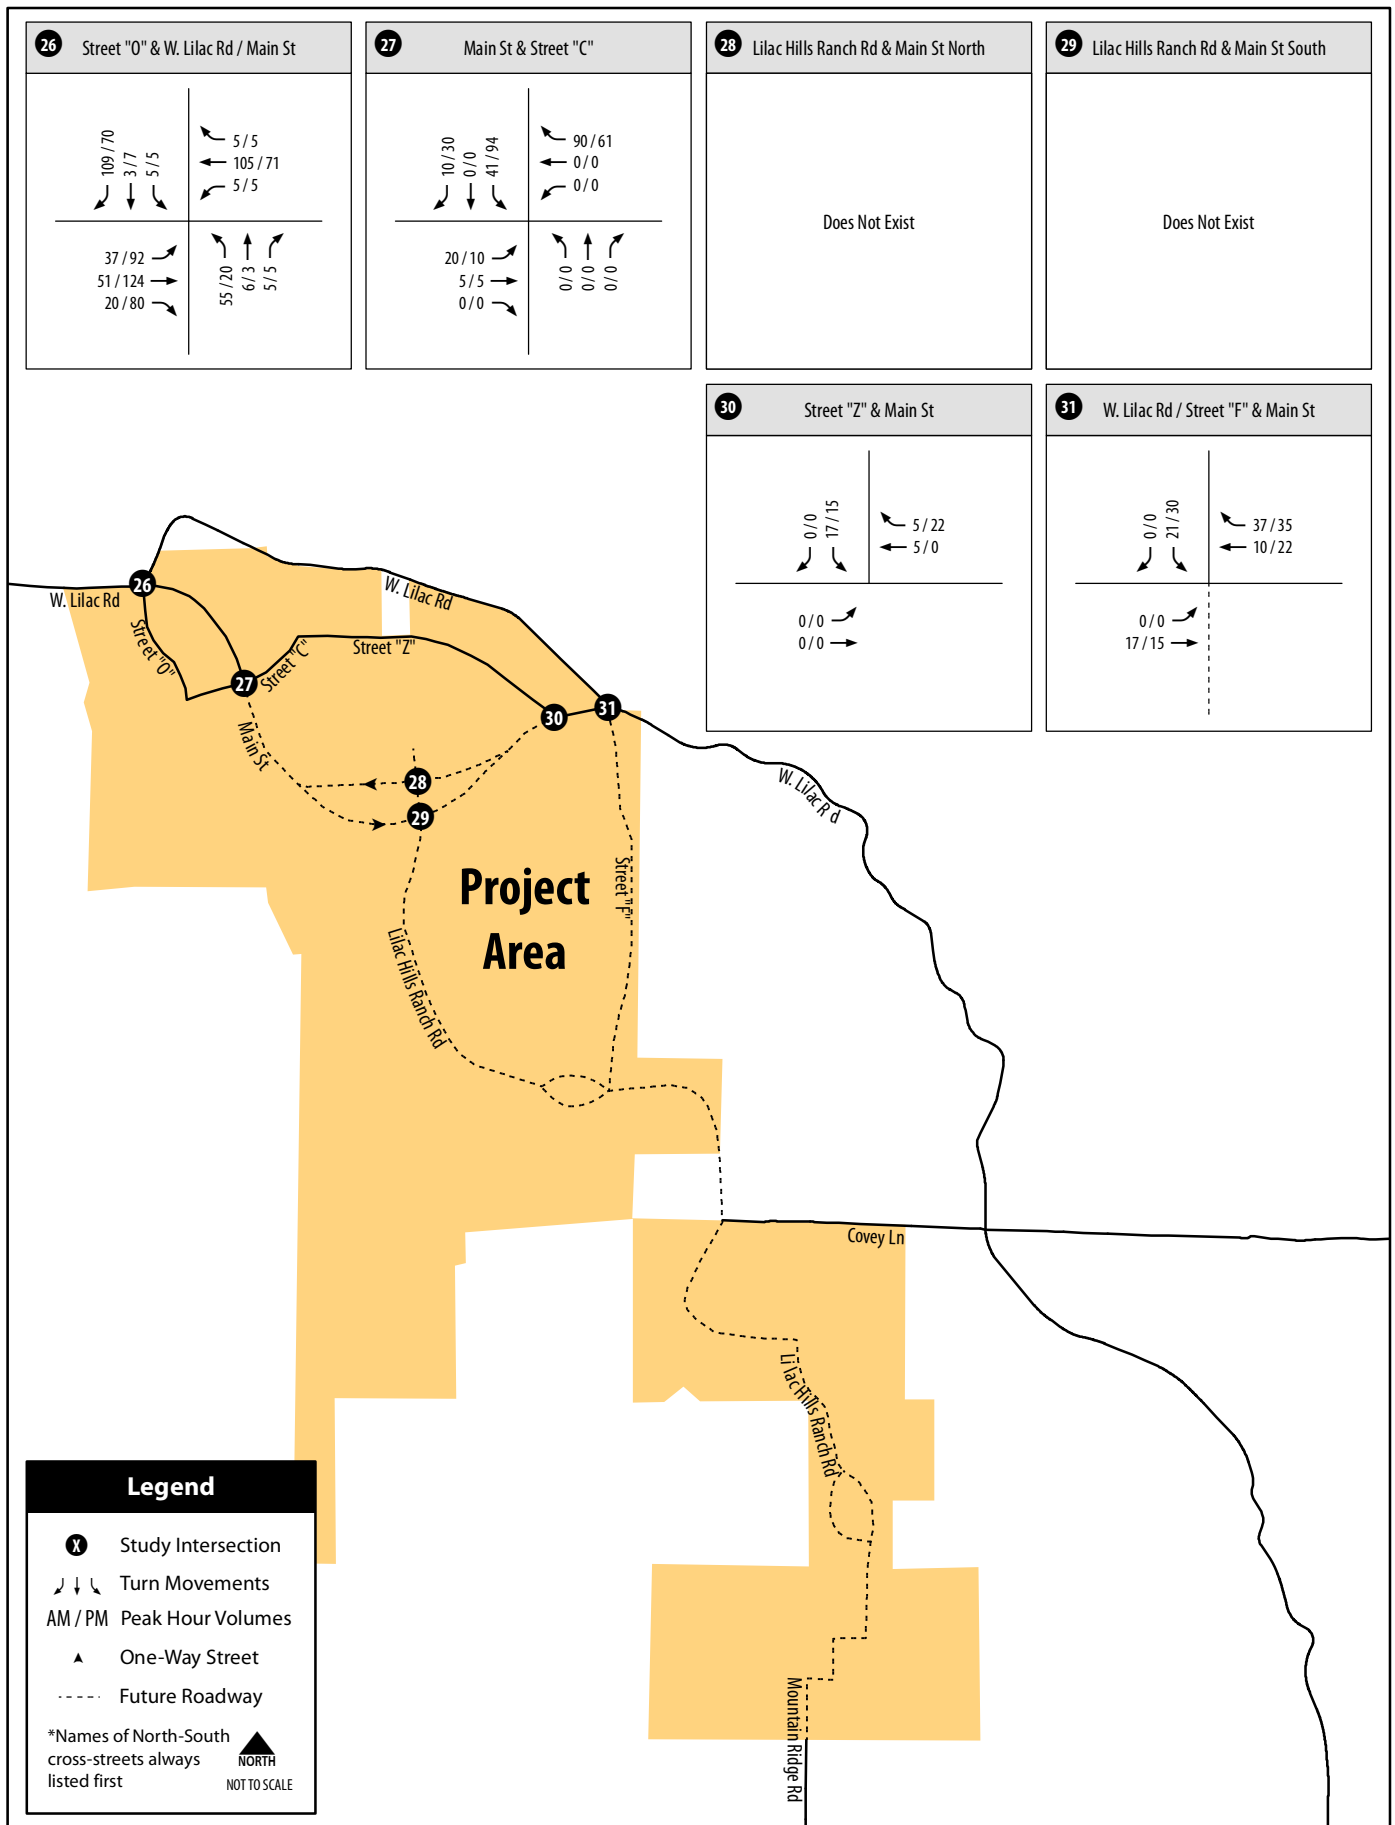 26 Street "O" & W. Lilac Rd / Main St
109 / 70
3 / 7
5 / 5
5 / 5
105 / 71
5 / 5
37 / 92
51 / 124
20 / 80
55 / 20
6 / 3
5 / 5
27 Main St & Street "C"
10 / 30
0 / 0
41 / 94
90 / 61
0 / 0
0 / 0
20 / 10
5 / 5
0 / 0
0 / 0
0 / 0
0 / 0
28 Lilac Hills Ranch Rd & Main St North
Does Not Exist
29 Lilac Hills Ranch Rd & Main St South
Does Not Exist
30 Street "Z" & Main St
0 / 0
17 / 15
5 / 22
5 / 0
0 / 0
0 / 0
31 W. Lilac Rd / Street "F" & Main St
0 / 0
21 / 30
37 / 35
10 / 22
0 / 0
17 / 15
26
W. Lilac Rd
W. Lilac Rd
Street "O"
27
Street "C"
Street "Z"
30
31
Main St
28
29
W. Lilac R d
Project
Area
Street "F"
Lilac Hills Ranch Rd
Covey Ln
Li lac Hills Ranch Rd
Mountain Ridge Rd
Legend
X Study Intersection
Turn Movements
AM / PM Peak Hour Volumes
One-Way Street
Future Roadway
*Names of North-South
cross-streets always
listed first
NORTH
NOT TO SCALE